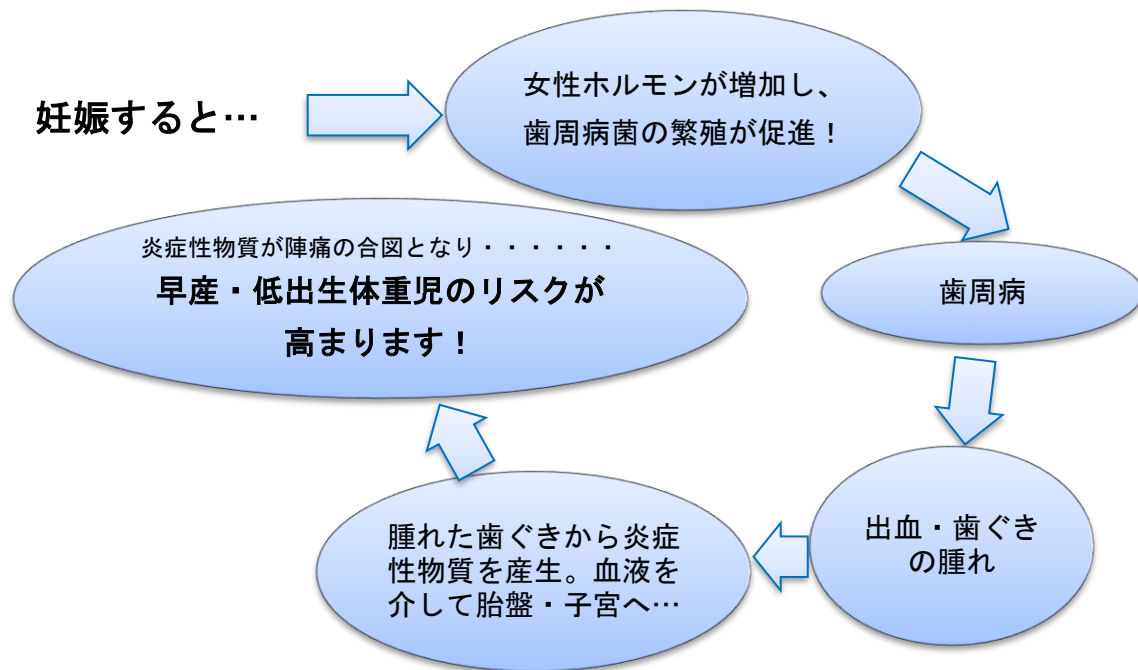 妊娠すると…
女性ホルモンが増加し、
歯周病菌の繁殖が促進！
歯周病
出血・歯ぐき
の腫れ
腫れた歯ぐきから炎症
性物質を産生。血液を
介して胎盤・子宮へ…
炎症性物質が陣痛の合図となり・・・・・・
早産・低出生体重児のリスクが
高まります！